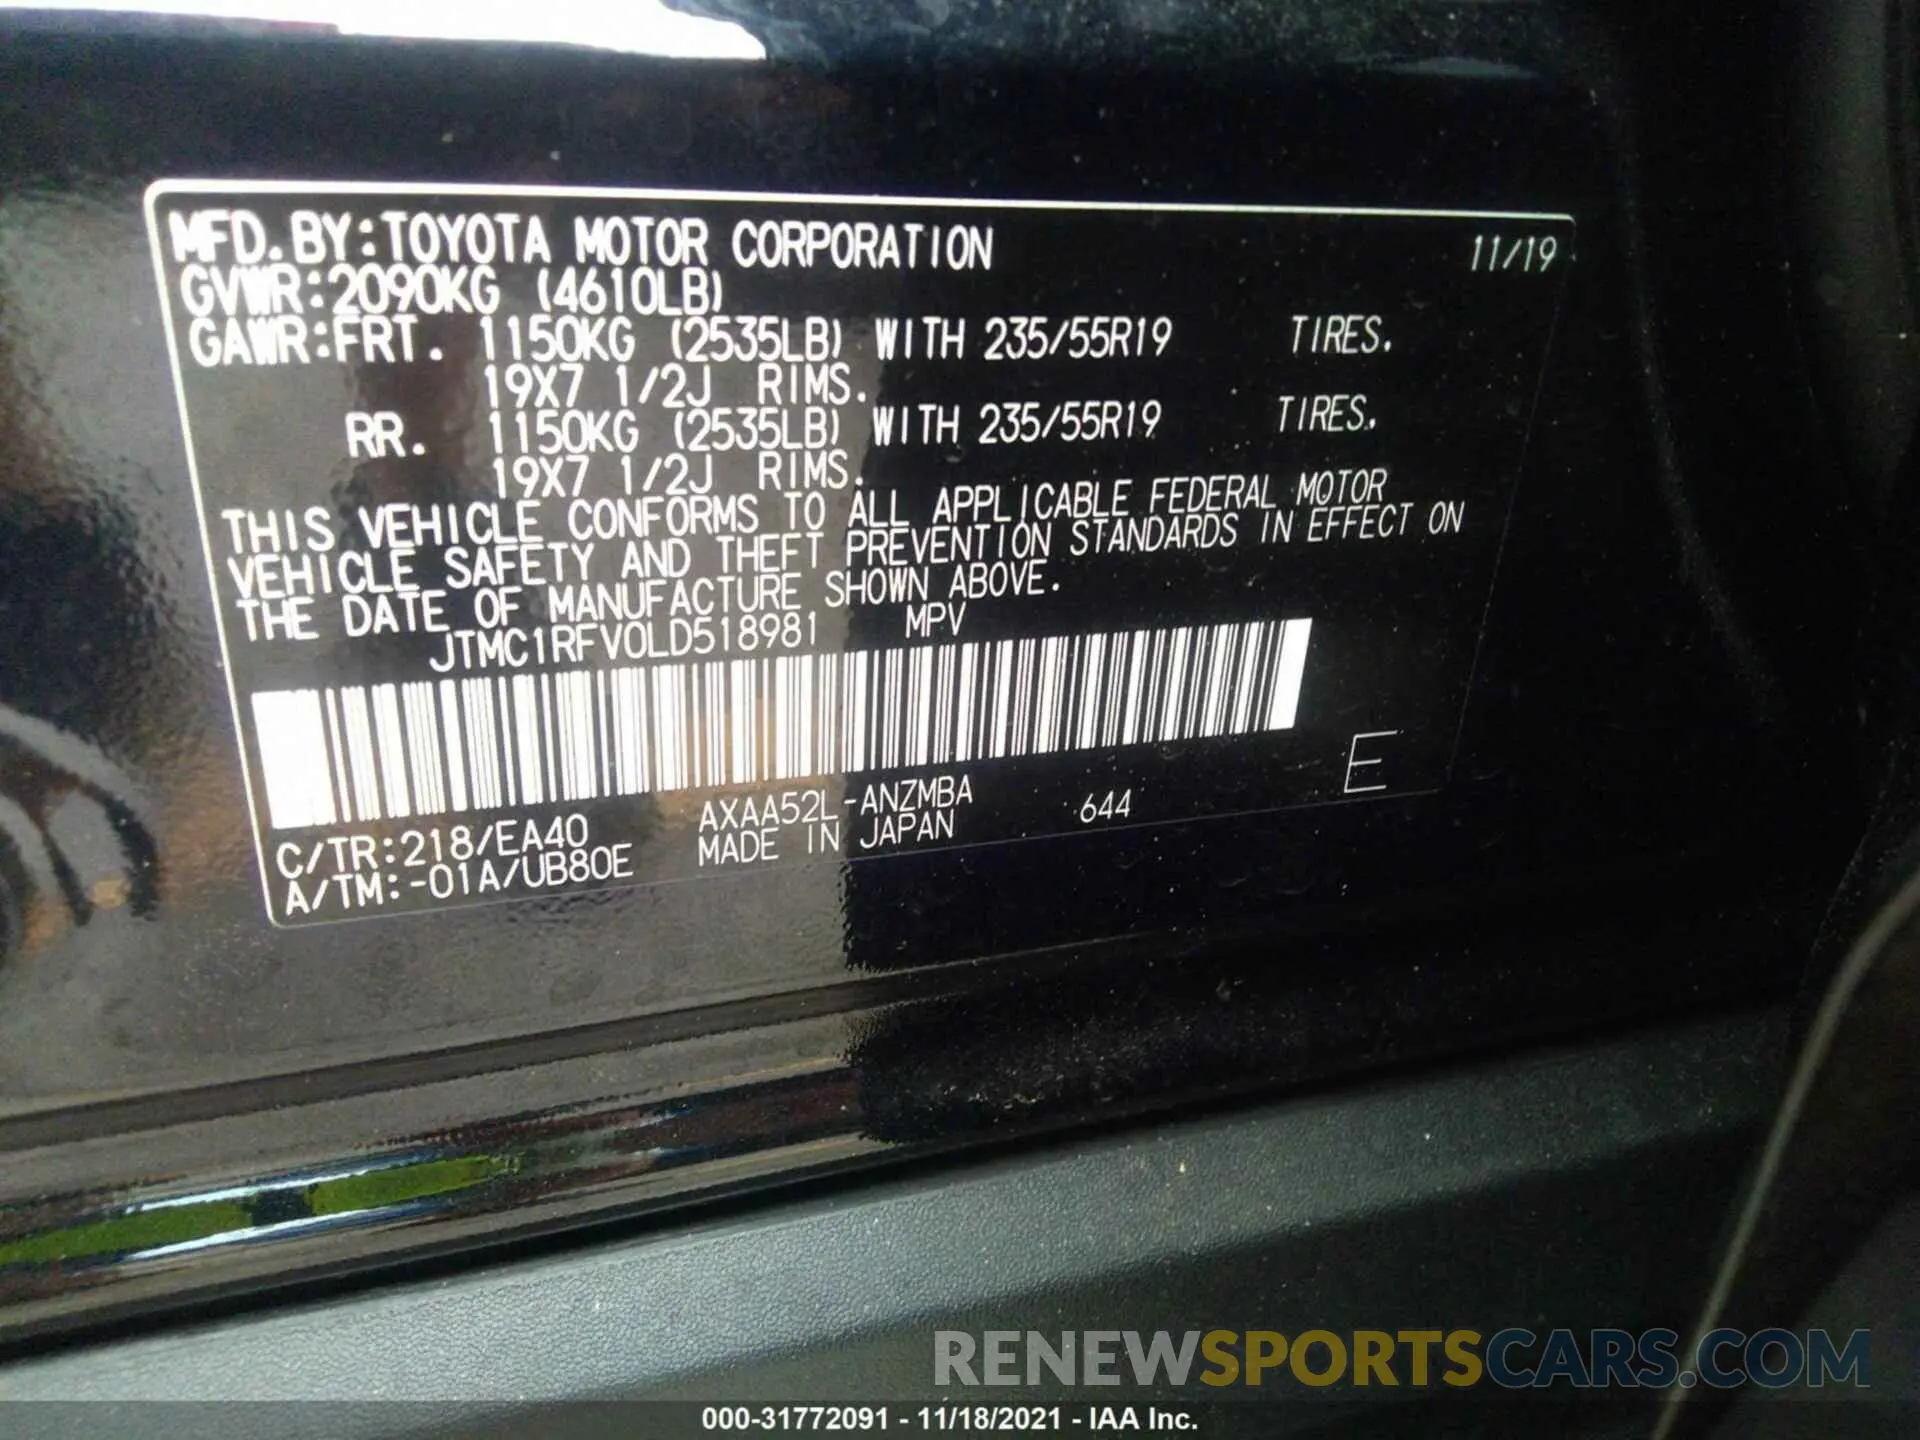 MFD.BY:TOYOTA MOTOR CORPORATION 11/19
GVWR:2090KG (4610LB)
GAWR:FRT. 1150KG (2535LB) WITH 235/55R19 TIRES.
19X7 1/2J RIMS.
RR. 1150KG (2535LB) WITH 235/55R19 TIRES.
19X7 1/2J RIMS.
THIS VEHICLE CONFORMS TO ALL APPLICABLE FEDERAL MOTOR
VEHICLE SAFETY AND THEFT PREVENTION STANDARDS IN EFFECT ON
THE DATE OF MANUFACTURE SHOWN ABOVE.
JTMC1RFV0LD518981 MPV
C/TR:218/EA40 AXAA52L-ANZMBA 644 E
A/TM:-01A/UB80E MADE IN JAPAN
RENEWSPORTSCARS.COM
000-31772091 - 11/18/2021 - IAA Inc.